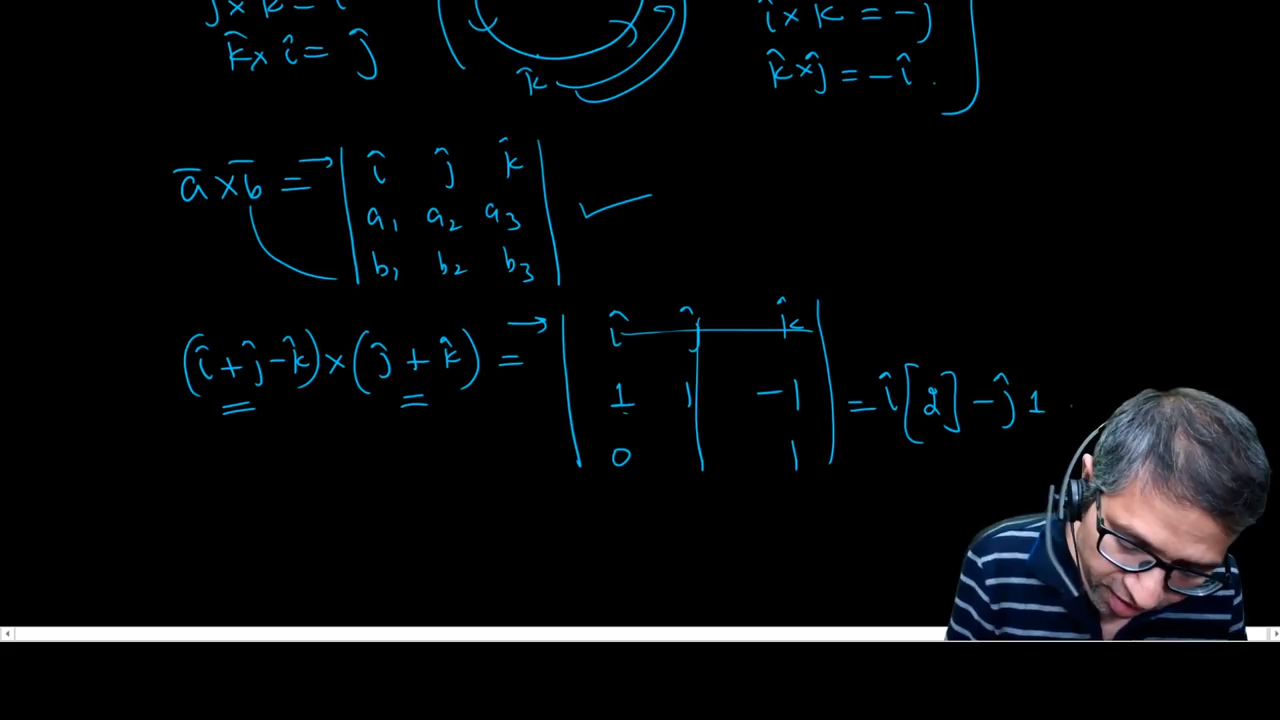 j × k̂ = i
î × k = -j
k̂ × î = ĵ
k̂
k̂ × ĵ = -î.
a̅ × b̅ = → | î ĵ k̂ |
a₁ a₂ a₃
b₁ b₂ b₃
(î + ĵ - k̂) × (ĵ + k̂) = → | î ĵ k̂ |
1 1 -1 = î [2] - ĵ 1
0 1